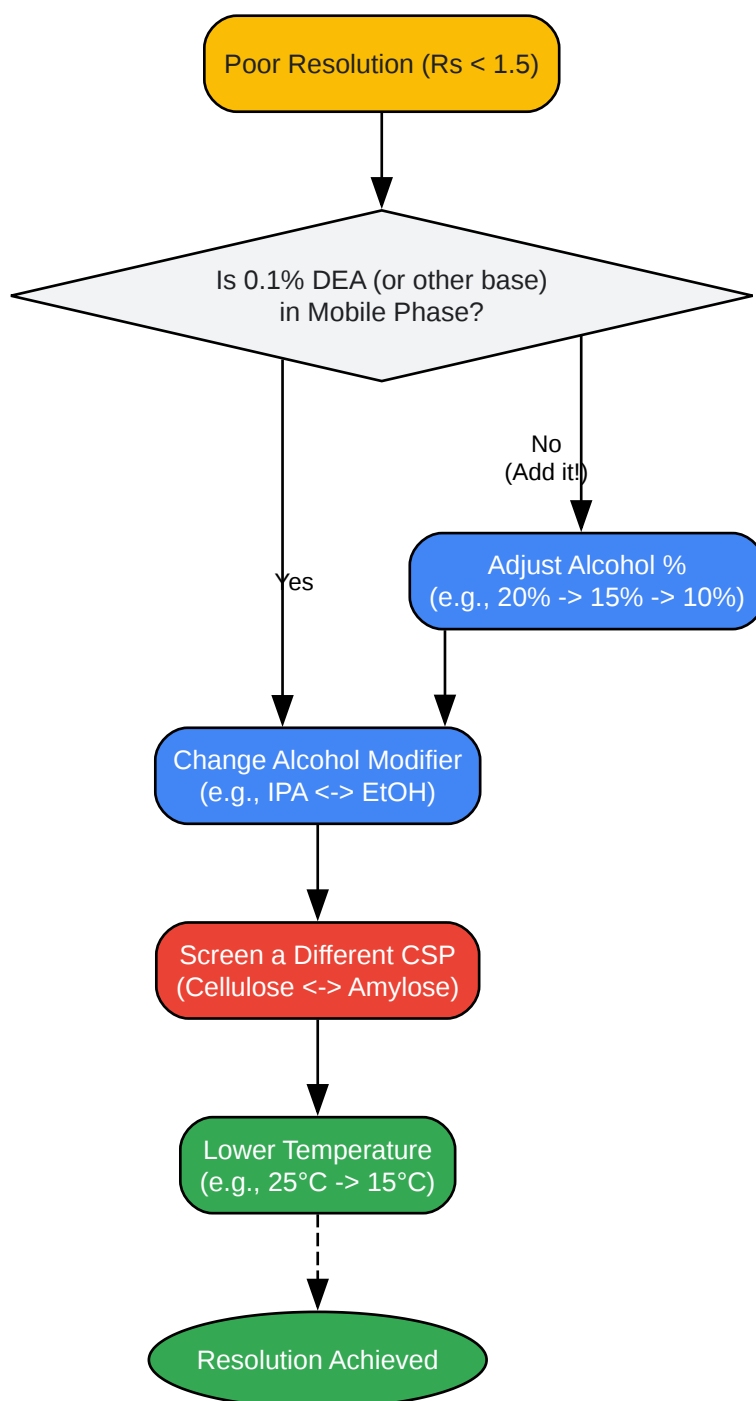 Poor Resolution (Rs < 1.5)
Is 0.1% DEA (or other base)
in Mobile Phase?
No
(Add it!)
Adjust Alcohol %
(e.g., 20% -> 15% -> 10%)
Yes
Change Alcohol Modifier
(e.g., IPA <-> EtOH)
Screen a Different CSP
(Cellulose <-> Amylose)
Lower Temperature
(e.g., 25°C -> 15°C)
Resolution Achieved